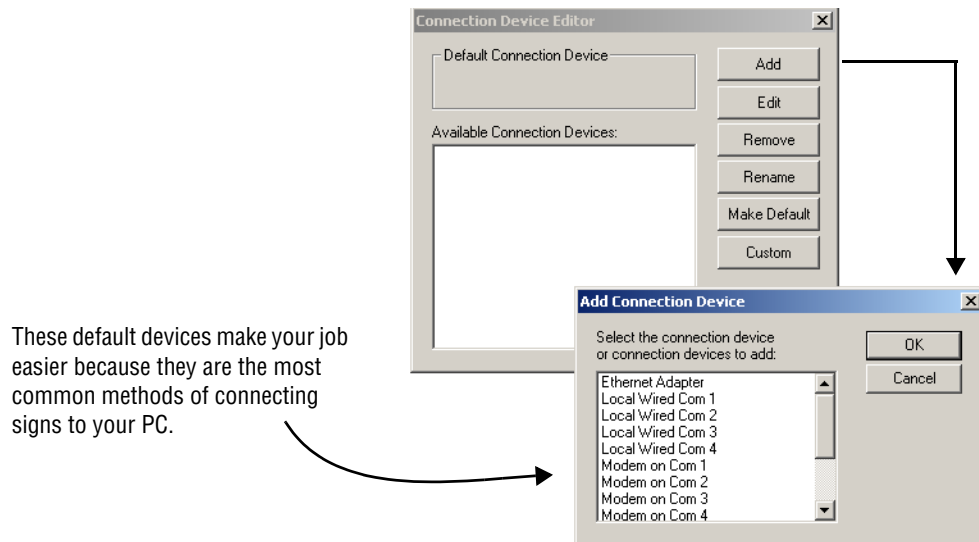 Connection Device Editor
Default Connection Device
Add
Edit
Available Connection Devices:
Remove
Rename
Make Default
Custom
Add Connection Device
Select the connection device
or connection devices to add:
OK
Cancel
Ethernet Adapter
Local Wired Com 1
Local Wired Com 2
Local Wired Com 3
Local Wired Com 4
Modem on Com 1
Modem on Com 2
Modem on Com 3
Modem on Com 4
These default devices make your job
easier because they are the most
common methods of connecting
signs to your PC.